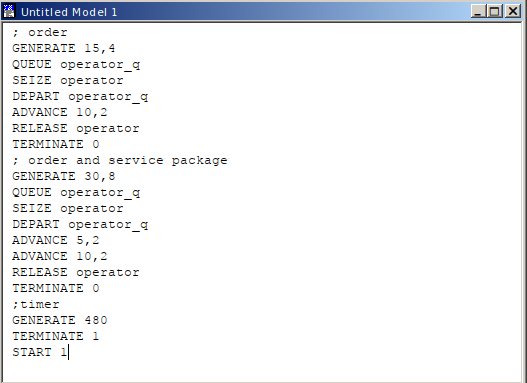 Untitled Model 1
; order
GENERATE 15,4
QUEUE operator_q
SEIZE operator
DEPART operator_q
ADVANCE 10,2
RELEASE operator
TERMINATE 0
; order and service package
GENERATE 30,8
QUEUE operator_q
SEIZE operator
DEPART operator_q
ADVANCE 5,2
ADVANCE 10,2
RELEASE operator
TERMINATE 0
;timer
GENERATE 480
TERMINATE 1
START 1